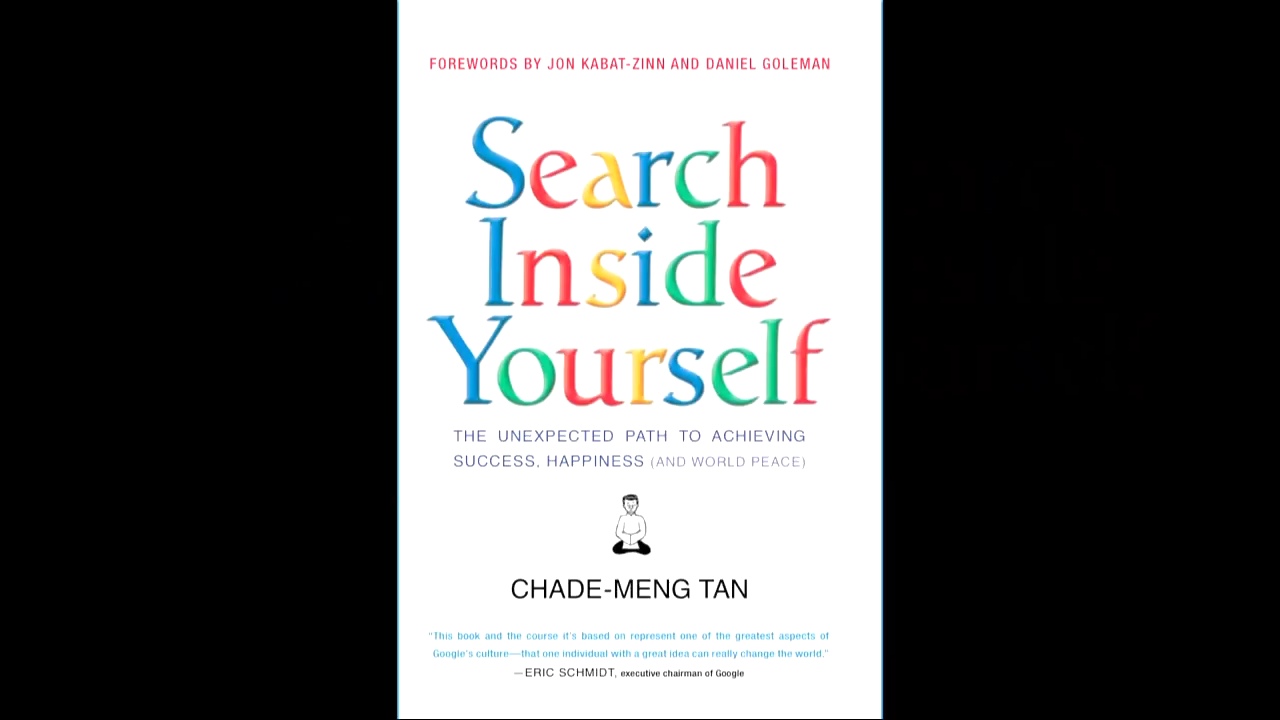 FOREWORDS BY JON KABAT-ZINN AND DANIEL GOLEMAN
Search
Inside
Yourself
THE UNEXPECTED PATH TO ACHIEVING
SUCCESS, HAPPINESS (AND WORLD PEACE)
CHADE-MENG TAN
"This book and the course it's based on represent one of the greatest aspects of
Google's culture—that one individual with a great idea can really change the world."
—ERIC SCHMIDT, executive chairman of Google